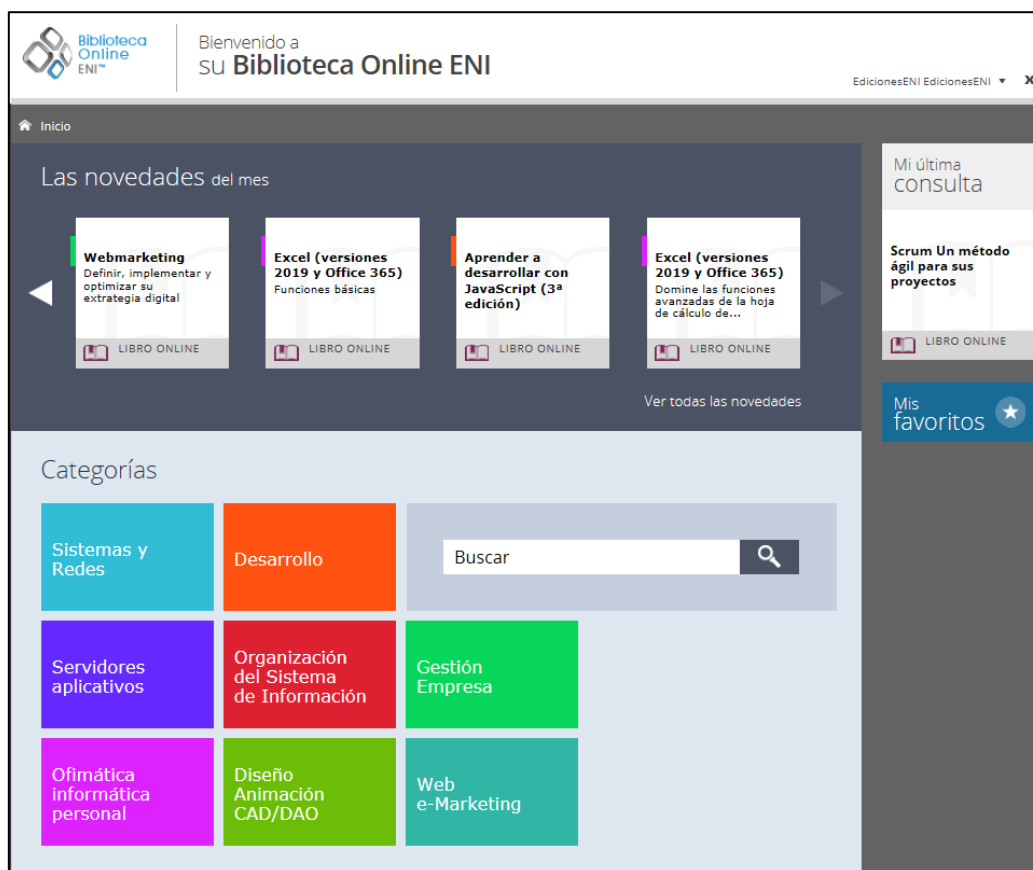 Biblioteca
Online
ENI™
Bienvenido a
su Biblioteca Online ENI
EdicionesENI EdicionesENI ▼ X
Inicio
Las novedades del mes
Webmarketing
Definir, implementar y
optimizar su
extrategia digital
LIBRO ONLINE
Excel (versiones
2019 y Office 365)
Funciones básicas
LIBRO ONLINE
Aprender a
desarrollar con
JavaScript (3ª
edición)
LIBRO ONLINE
Excel (versiones
2019 y Office 365)
Domine las funciones
avanzadas de la hoja
de cálculo de...
LIBRO ONLINE
Ver todas las novedades
Mi última
consulta
Scrum Un método
ágil para sus
proyectos
LIBRO ONLINE
Mis
favoritos
Categorías
Sistemas y
Redes
Desarrollo
Buscar
Servidores
aplicativos
Organización
del Sistema
de Información
Gestión
Empresa
Ofimática
informática
personal
Diseño
Animación
CAD/DAO
Web
e-Marketing